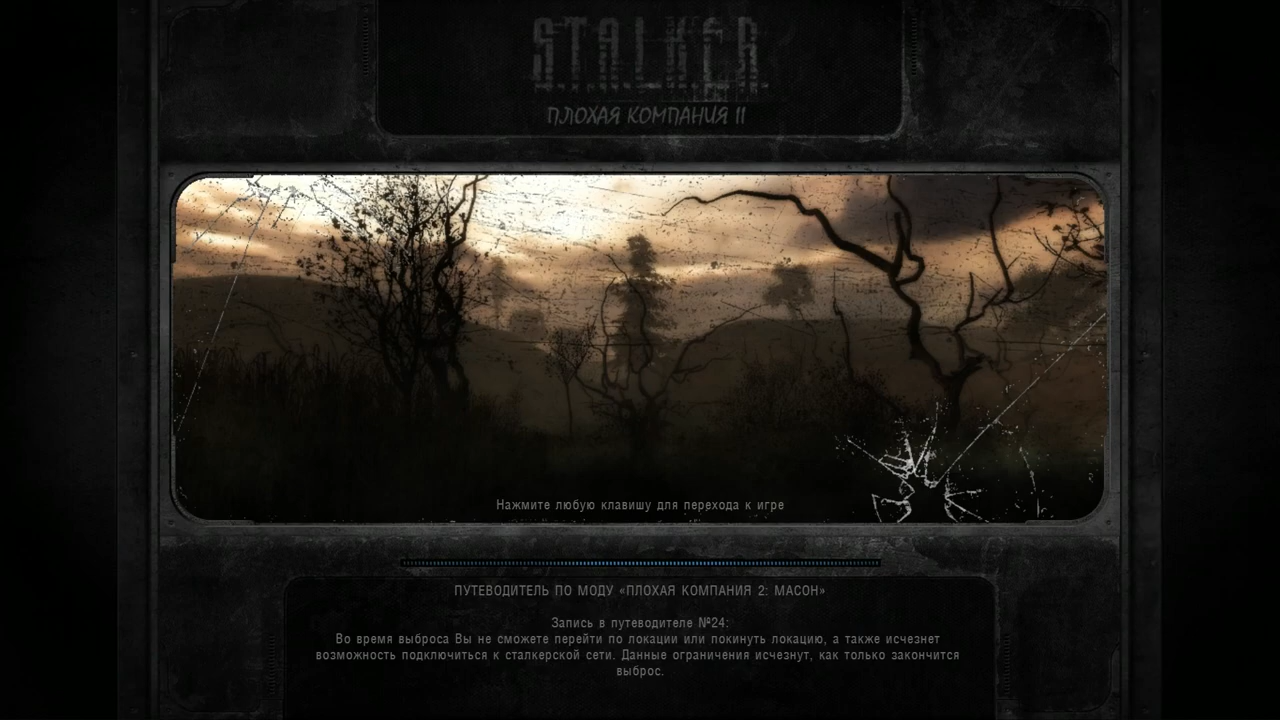 S.T.A.L.K.E.R.
ПЛОХАЯ КОМПАНИЯ II
Нажмите любую клавишу для перехода к игре
ПУТЕВОДИТЕЛЬ ПО МОДУ «ПЛОХАЯ КОМПАНИЯ 2: МАСОН»
Запись в путеводителе №24:
Во время выброса Вы не сможете перейти по локации или покинуть локацию, а также исчезнет
возможность подключиться к сталкерской сети. Данные ограничения исчезнут, как только закончится
выброс.